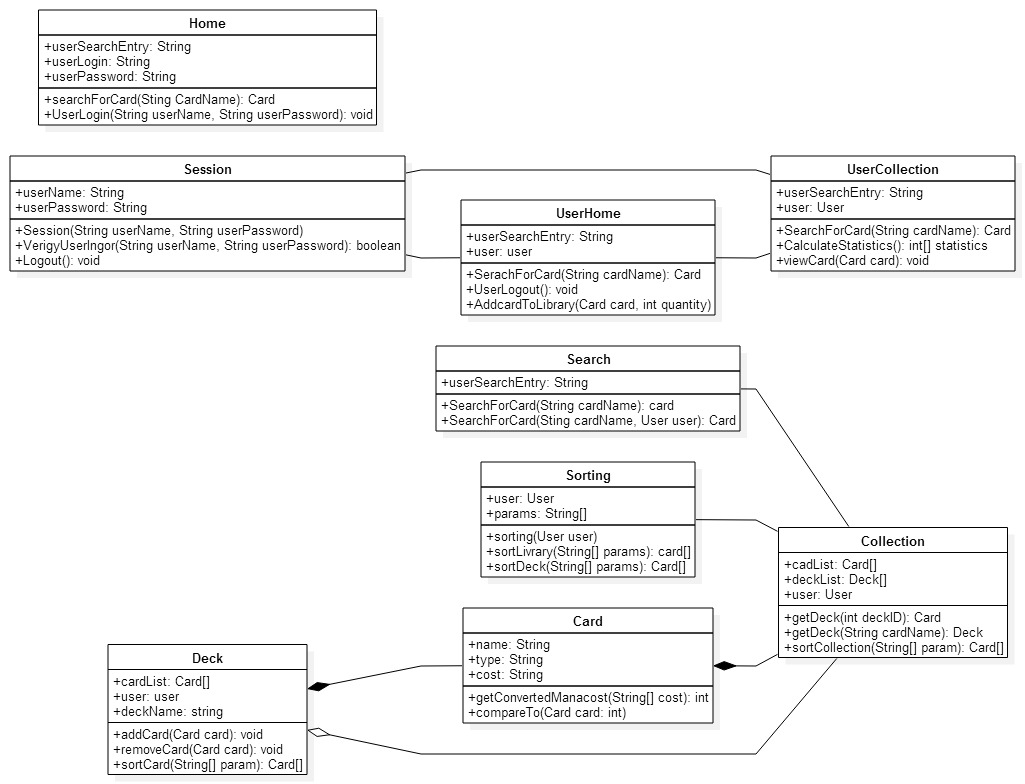 Home
+userSearchEntry: String
+userLogin: String
+userPassword: String
+searchForCard(Sting CardName): Card
+UserLogin(String userName, String userPassword): void
Session
+userName: String
+userPassword: String
+Session(String userName, String userPassword)
+VerigyUserIngor(String userName, String userPassword): boolean
+Logout(): void
UserHome
+userSearchEntry: String
+user: user
+SerachForCard(String cardName): Card
+UserLogout(): void
+AddcardToLibrary(Card card, int quantity)
UserCollection
+userSearchEntry: String
+user: User
+SearchForCard(String cardName): Card
+CalculateStatistics(): int[] statistics
+viewCard(Card card): void
Search
+userSearchEntry: String
+SearchForCard(String cardName): card
+SearchForCard(Sting cardName, User user): Card
Sorting
+user: User
+params: String[]
+sorting(User user)
+sortLivrary(String[] params): card[]
+sortDeck(String[] params): Card[]
Collection
+cadList: Card[]
+deckList: Deck[]
+user: User
+getDeck(int deckID): Card
+getDeck(String cardName): Deck
+sortCollection(String[] param): Card[]
Card
+name: String
+type: String
+cost: String
+getConvertedManacost(String[] cost): int
+compareTo(Card card: int)
Deck
+cardList: Card[]
+user: user
+deckName: string
+addCard(Card card): void
+removeCard(Card card): void
+sortCard(String[] param): Card[]